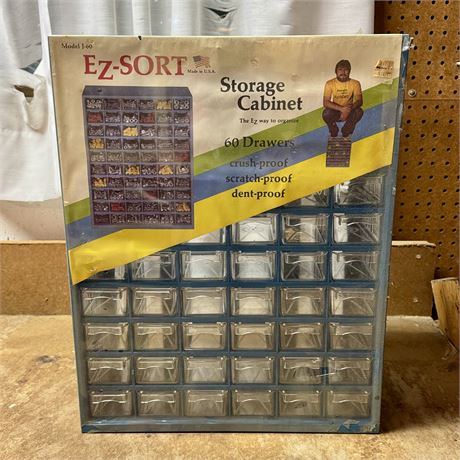 Model J-60
EZ-SORT
Made in U.S.A.
Storage
Cabinet
The EZ way to organize
60 Drawers
crush-proof
scratch-proof
dent-proof